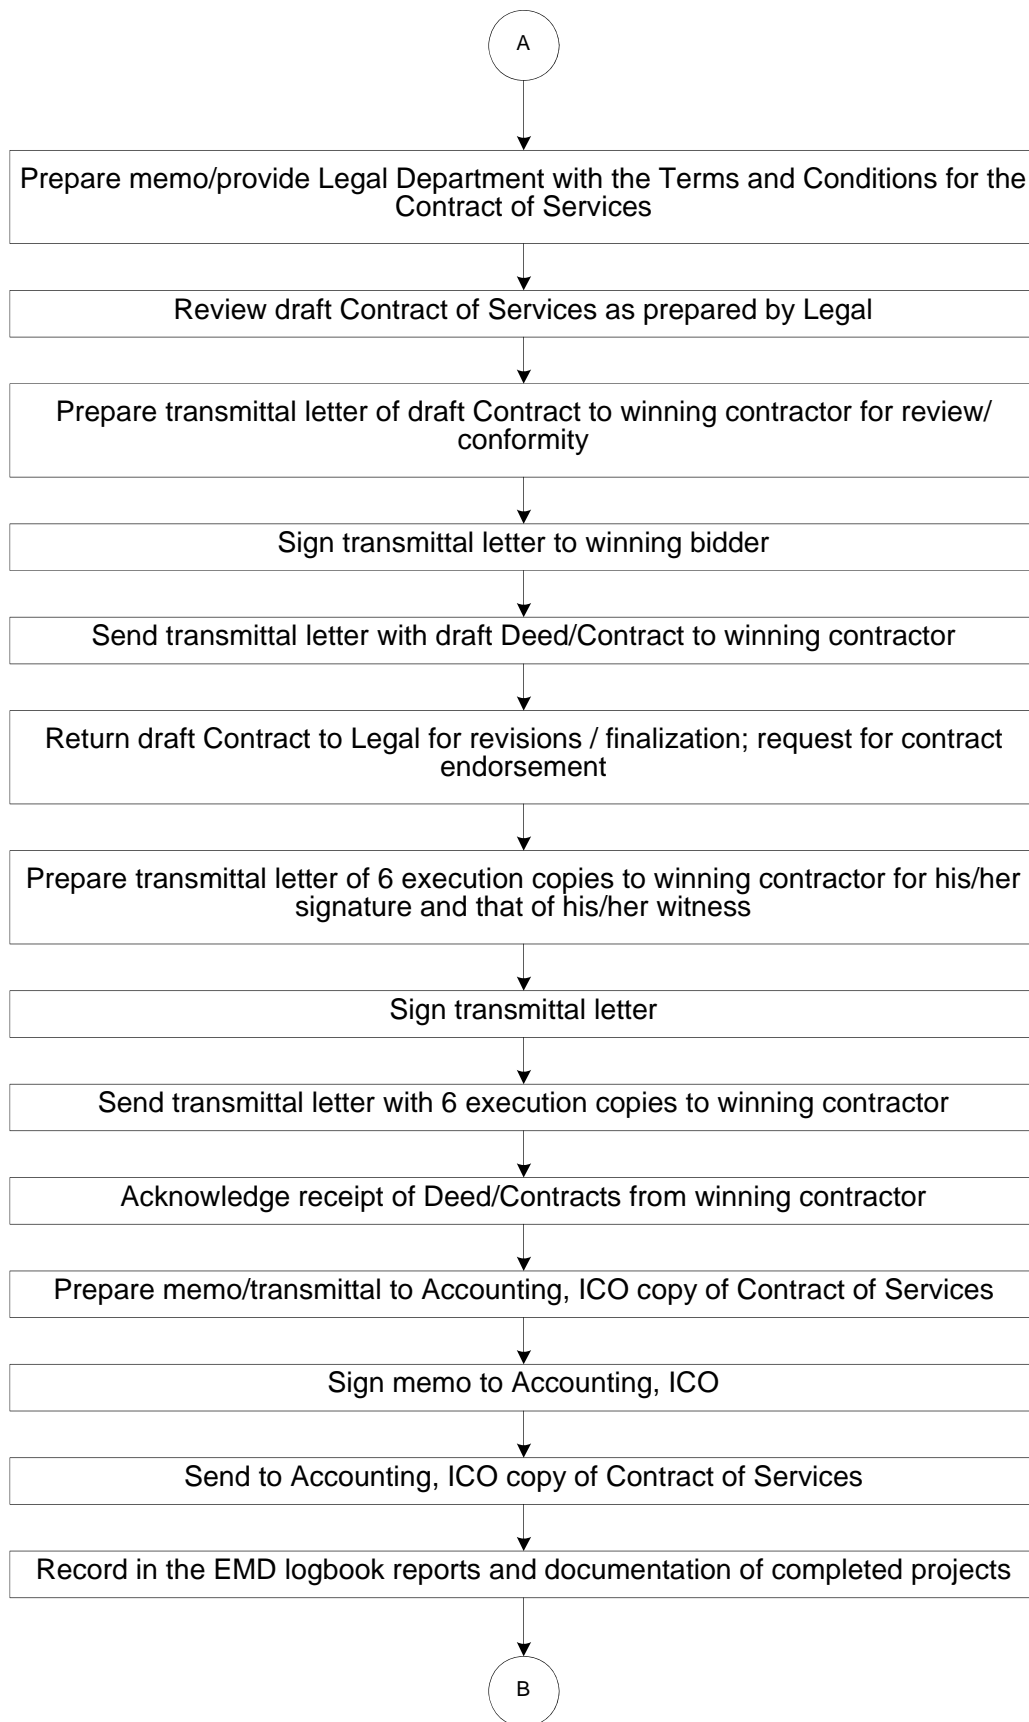 A
Prepare memo/provide Legal Department with the Terms and Conditions for the
Contract of Services
Review draft Contract of Services as prepared by Legal
Prepare transmittal letter of draft Contract to winning contractor for review/
conformity
Sign transmittal letter to winning bidder
Send transmittal letter with draft Deed/Contract to winning contractor
Return draft Contract to Legal for revisions / finalization; request for contract
endorsement
Prepare transmittal letter of 6 execution copies to winning contractor for his/her
signature and that of his/her witness
Sign transmittal letter
Send transmittal letter with 6 execution copies to winning contractor
Acknowledge receipt of Deed/Contracts from winning contractor
Prepare memo/transmittal to Accounting, ICO copy of Contract of Services
Sign memo to Accounting, ICO
Send to Accounting, ICO copy of Contract of Services
Record in the EMD logbook reports and documentation of completed projects
B